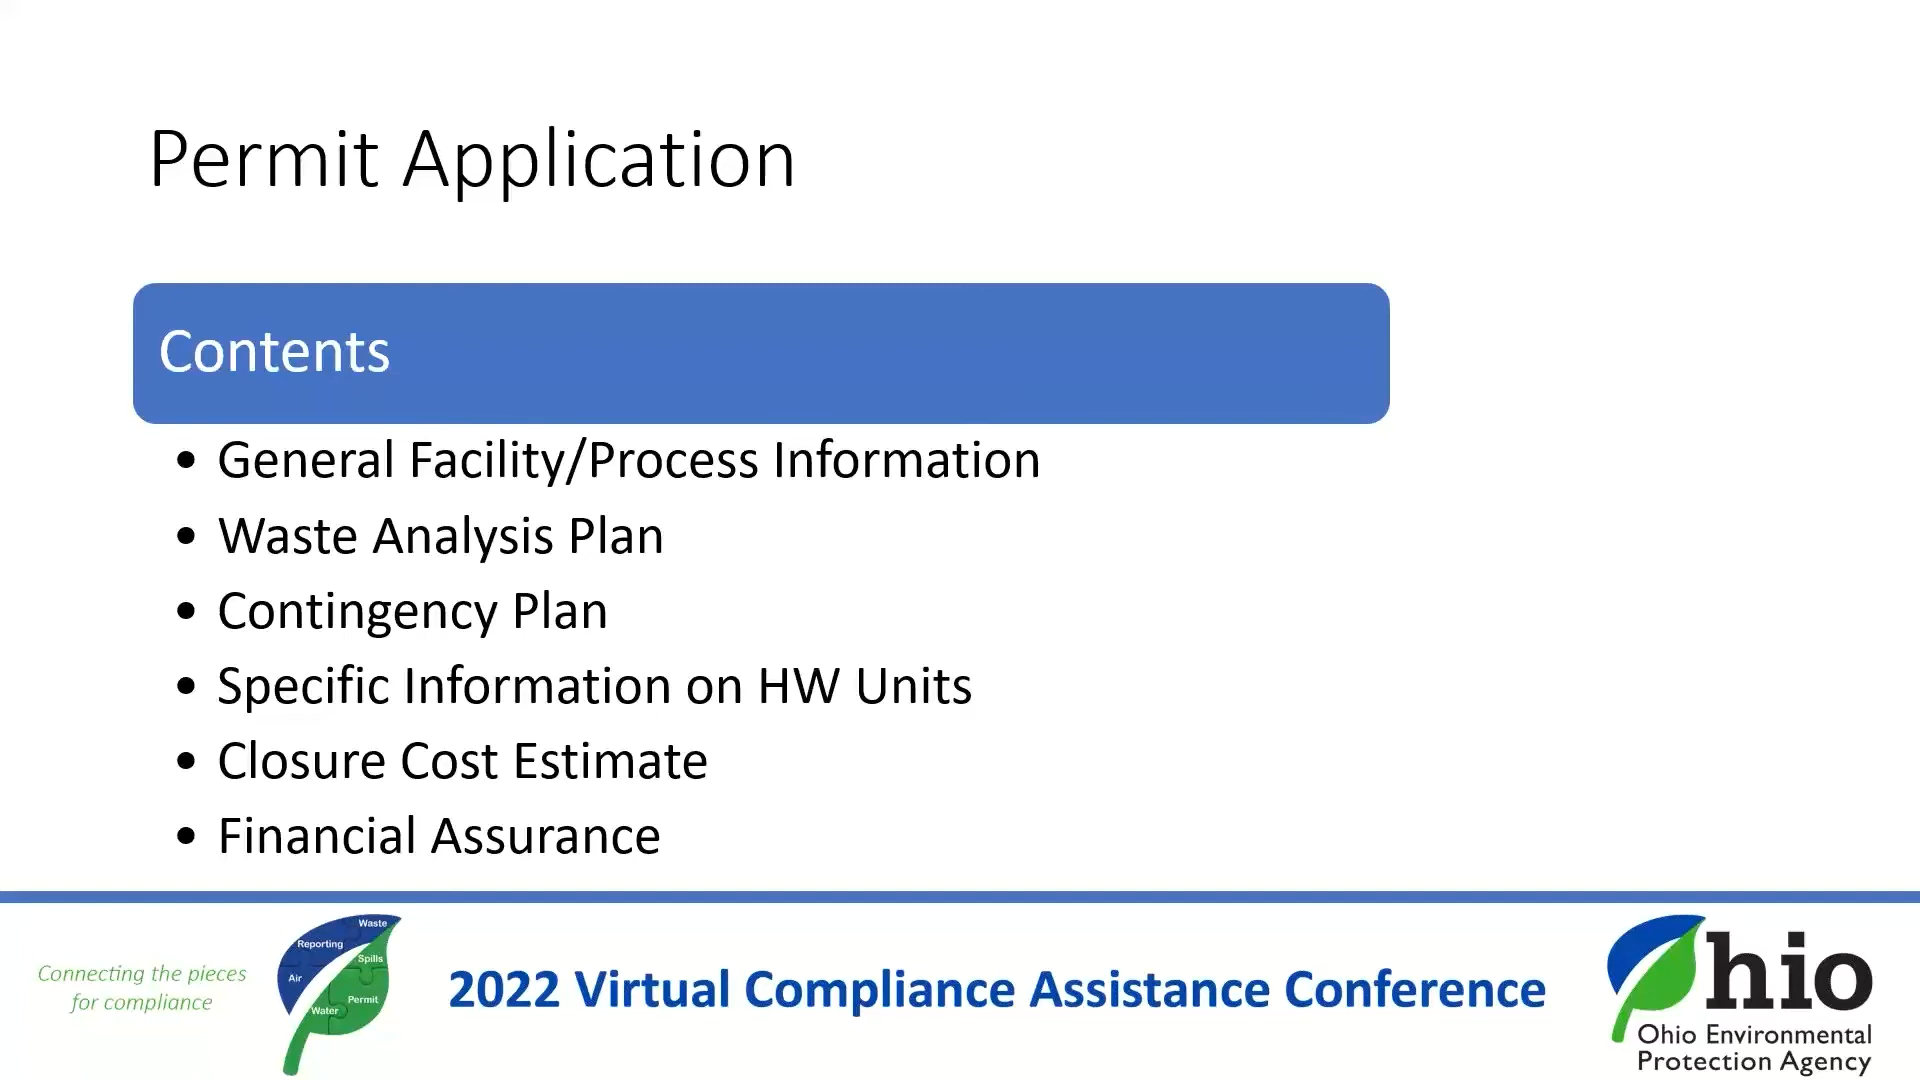 Permit Application
Contents
• General Facility/Process Information
• Waste Analysis Plan
• Contingency Plan
• Specific Information on HW Units
• Closure Cost Estimate
• Financial Assurance
Connecting the pieces
for compliance
Waste
Reporting
Spills
Air
Permit
Water
2022 Virtual Compliance Assistance Conference
Ohio
Ohio Environmental
Protection Agency